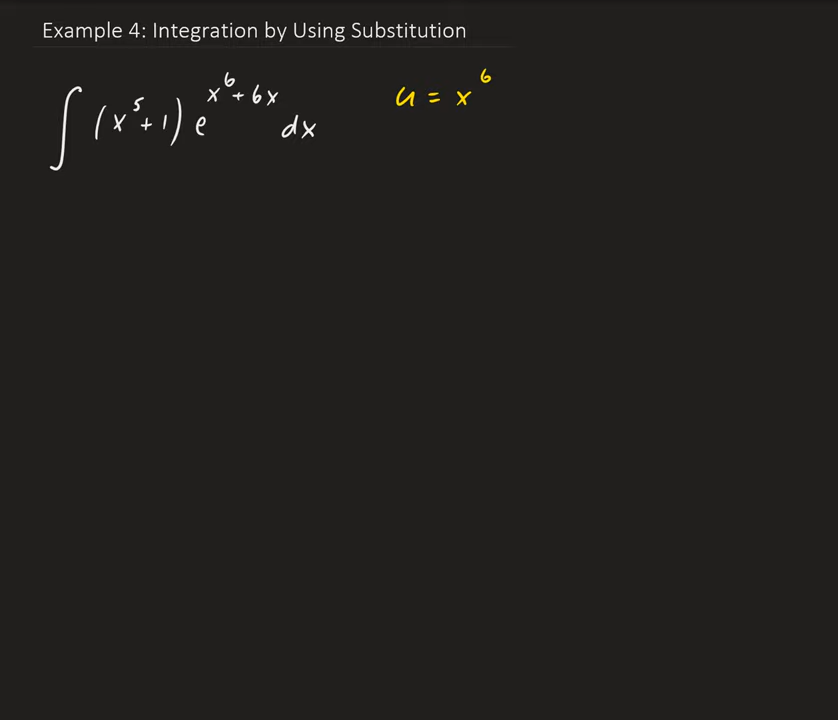 Example 4: Integration by Using Substitution
∫ (x⁵+1) e^(x⁶+6x) dx u = x⁶